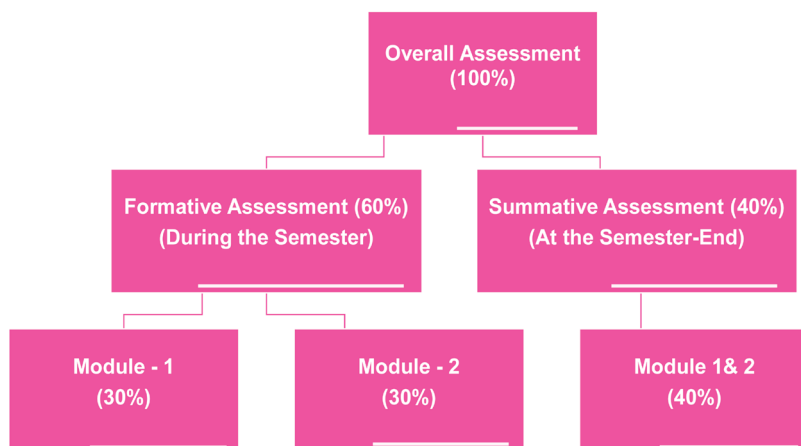 Overall Assessment
(100%)
Formative Assessment (60%)
(During the Semester)
Summative Assessment (40%)
(At the Semester-End)
Module - 1
(30%)
Module - 2
(30%)
Module 1& 2
(40%)